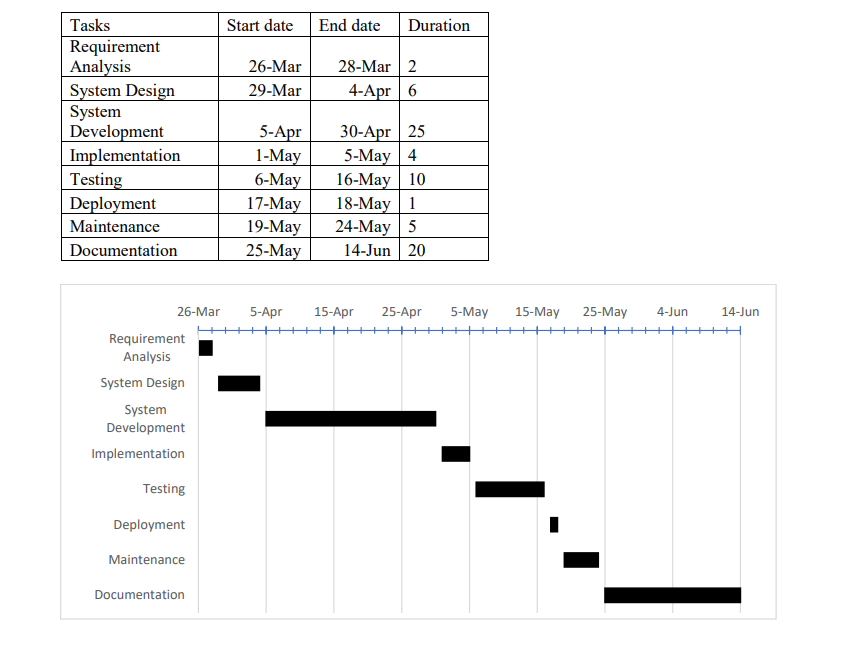 Tasks Start date End date Duration
Requirement
Analysis 26-Mar 28-Mar 2
System Design 29-Mar 4-Apr 6
System
Development 5-Apr 30-Apr 25
Implementation 1-May 5-May 4
Testing 6-May 16-May 10
Deployment 17-May 18-May 1
Maintenance 19-May 24-May 5
Documentation 25-May 14-Jun 20
26-Mar 5-Apr 15-Apr 25-Apr 5-May 15-May 25-May 4-Jun 14-Jun
Requirement
Analysis
System Design
System
Development
Implementation
Testing
Deployment
Maintenance
Documentation